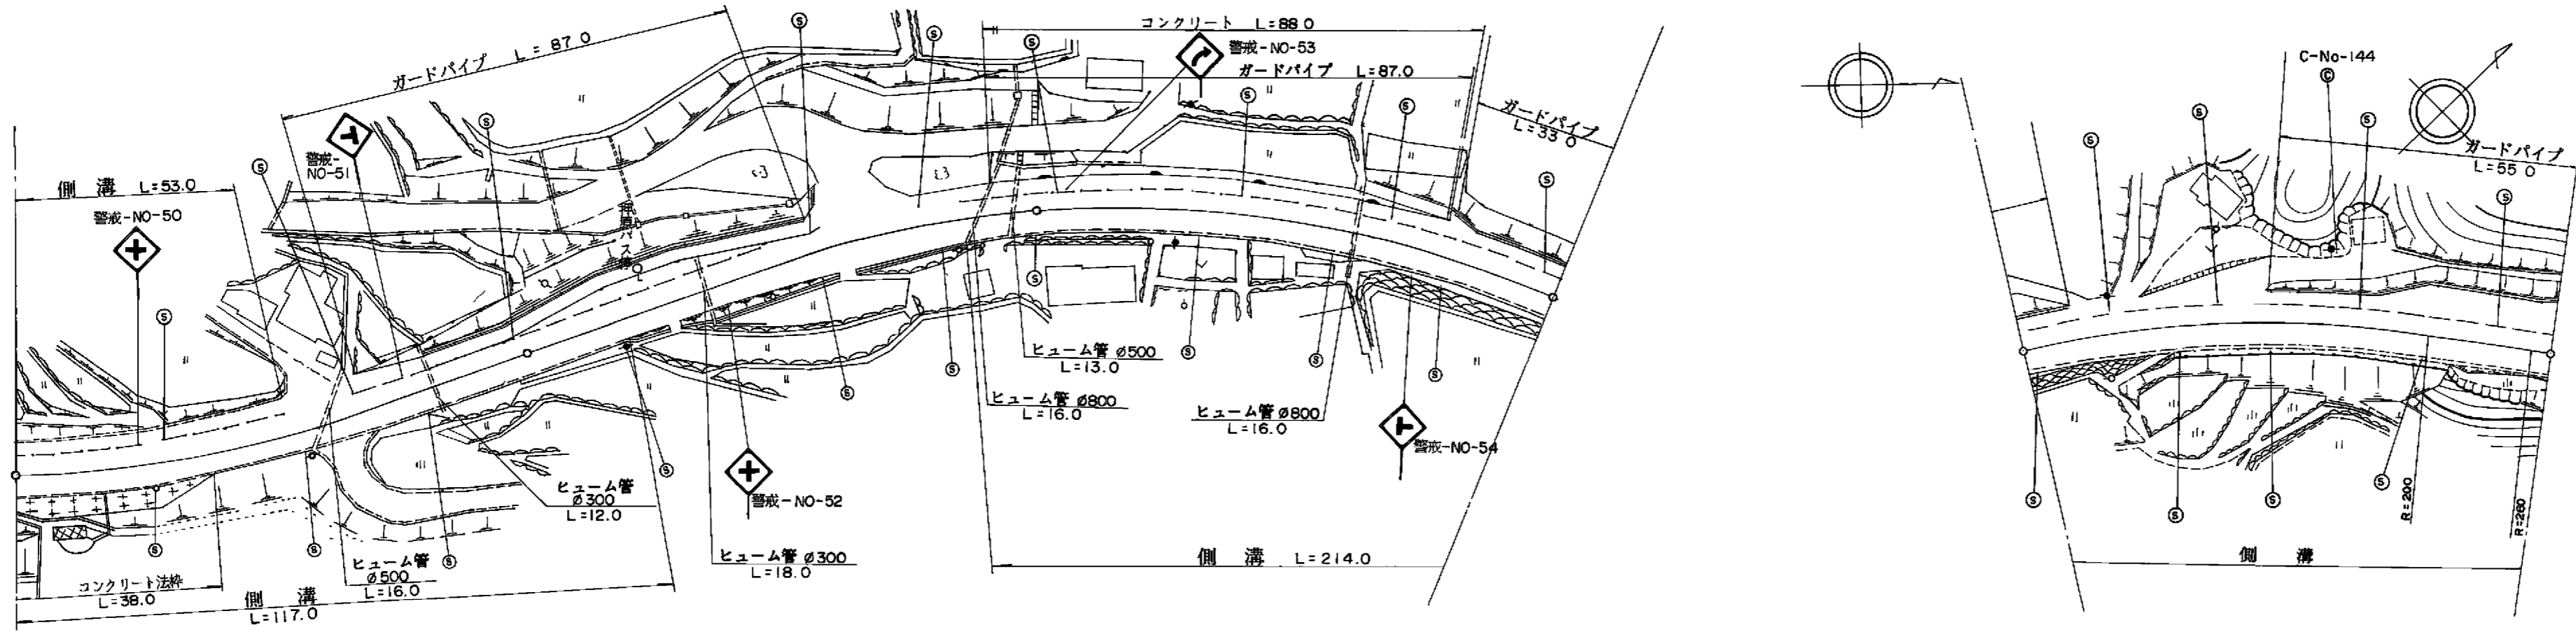 ガードパイプ L=87.0
コンクリート L=88.0
警戒-NO-53
ガードパイプ L=87.0
ガードパイプ
L=33.0
C-No-144
ガードパイプ
L=55.0
警戒-
NO-51
側溝 L=53.0
警戒-NO-50
ヒューム管 Ø500
L=13.0
ヒューム管 Ø800
L=16.0
ヒューム管 Ø800
L=16.0
警戒-NO-54
ヒューム管
Ø300
L=12.0
警戒-NO-52
ヒューム管 Ø300
L=18.0
側溝 L=214.0
R=200
R=260
側溝
ヒューム管
Ø500
L=16.0
コンクリート法枠
L=38.0
側溝
L=117.0